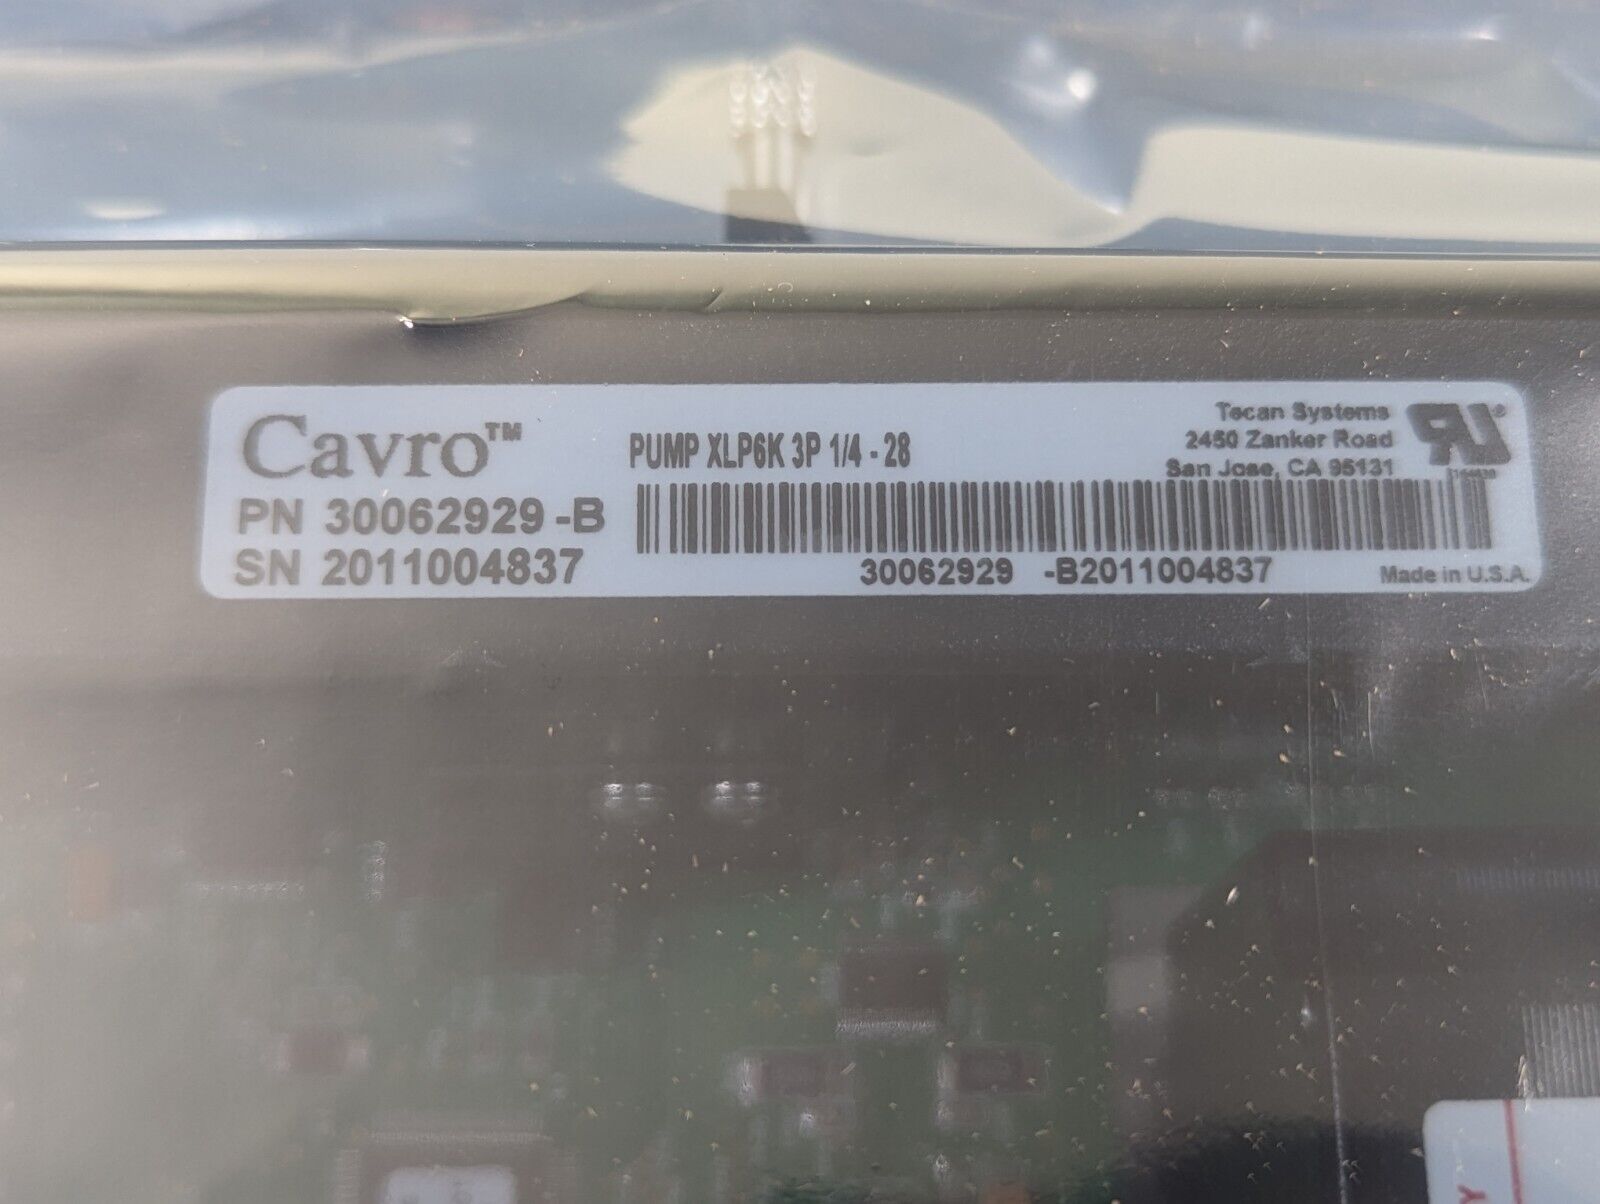 Cavro™
PN 30062929 -B
SN 2011004837
PUMP XLP6K 3P 1/4 - 28
30062929 -B2011004837
Tecan Systems
2450 Zanker Road
San Jose, CA 95131
Made in U.S.A.
Y